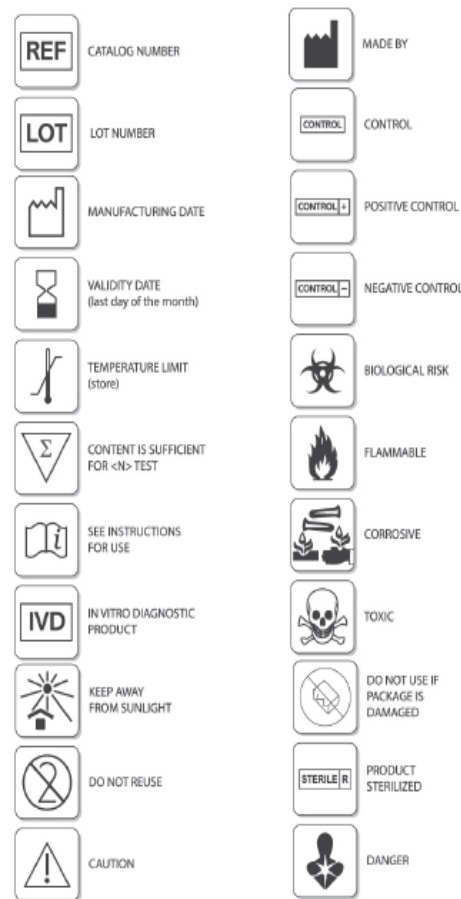 REF
CATALOG NUMBER
LOT
LOT NUMBER
MANUFACTURING DATE
VALIDITY DATE
(last day of the month)
TEMPERATURE LIMIT
(store)
Σ
CONTENT IS SUFFICIENT
FOR <N> TEST
i
SEE INSTRUCTIONS
FOR USE
IVD
IN VITRO DIAGNOSTIC
PRODUCT
KEEP AWAY
FROM SUNLIGHT
2
DO NOT REUSE
!
CAUTION
MADE BY
CONTROL
CONTROL
CONTROL +
POSITIVE CONTROL
CONTROL −
NEGATIVE CONTROL
BIOLOGICAL RISK
FLAMMABLE
CORROSIVE
TOXIC
DO NOT USE IF
PACKAGE IS
DAMAGED
STERILE R
PRODUCT
STERILIZED
DANGER